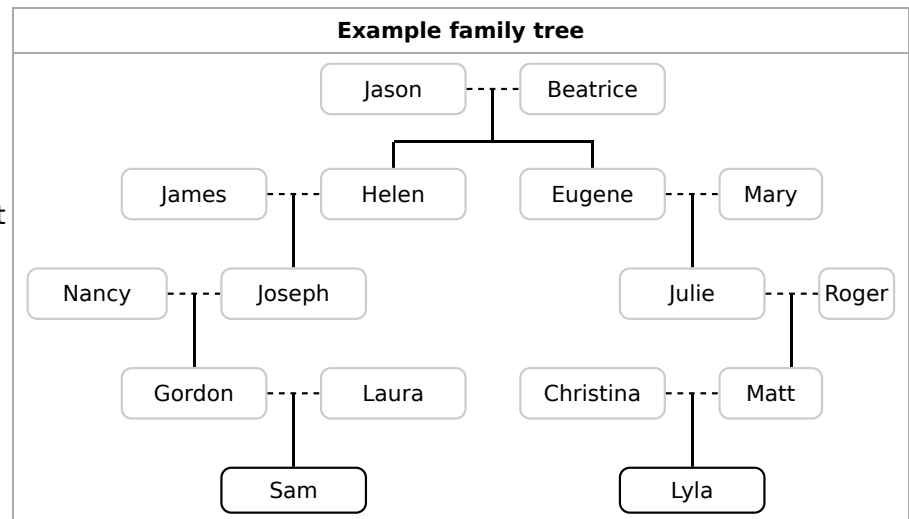 Example family tree
Jason Beatrice
James Helen Eugene Mary
t
Nancy Joseph Julie Roger
Gordon Laura Christina Matt
Sam Lyla